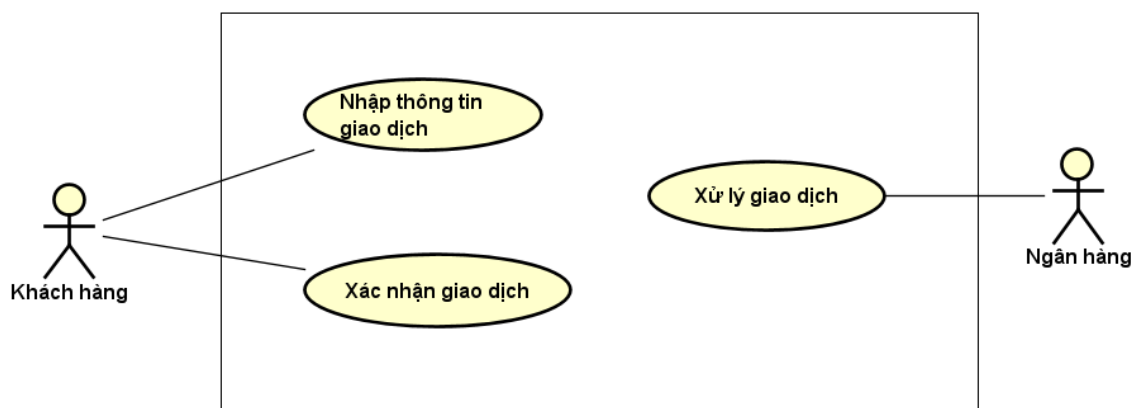 Nhập thông tin
giao dịch
Xử lý giao dịch
Khách hàng
Ngân hàng
Xác nhận giao dịch